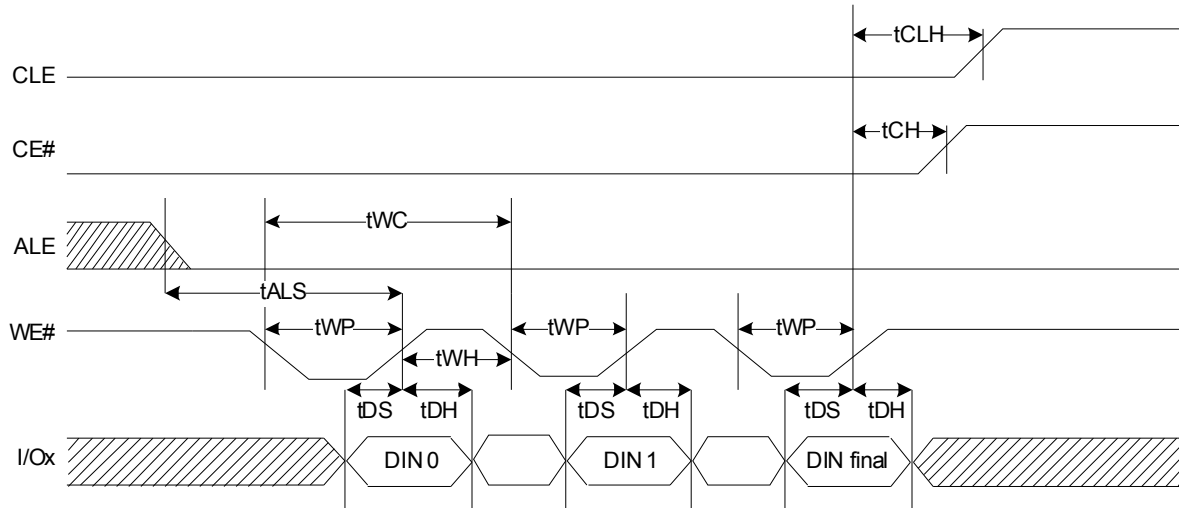 tCLH
CLE
tCH
CE#
tWC
ALE
tALS
WE#
tWP
tWP
tWP
tWH
tDS
tDH
tDS
tDH
tDS
tDH
I/Ox
DIN 0
DIN 1
DIN final